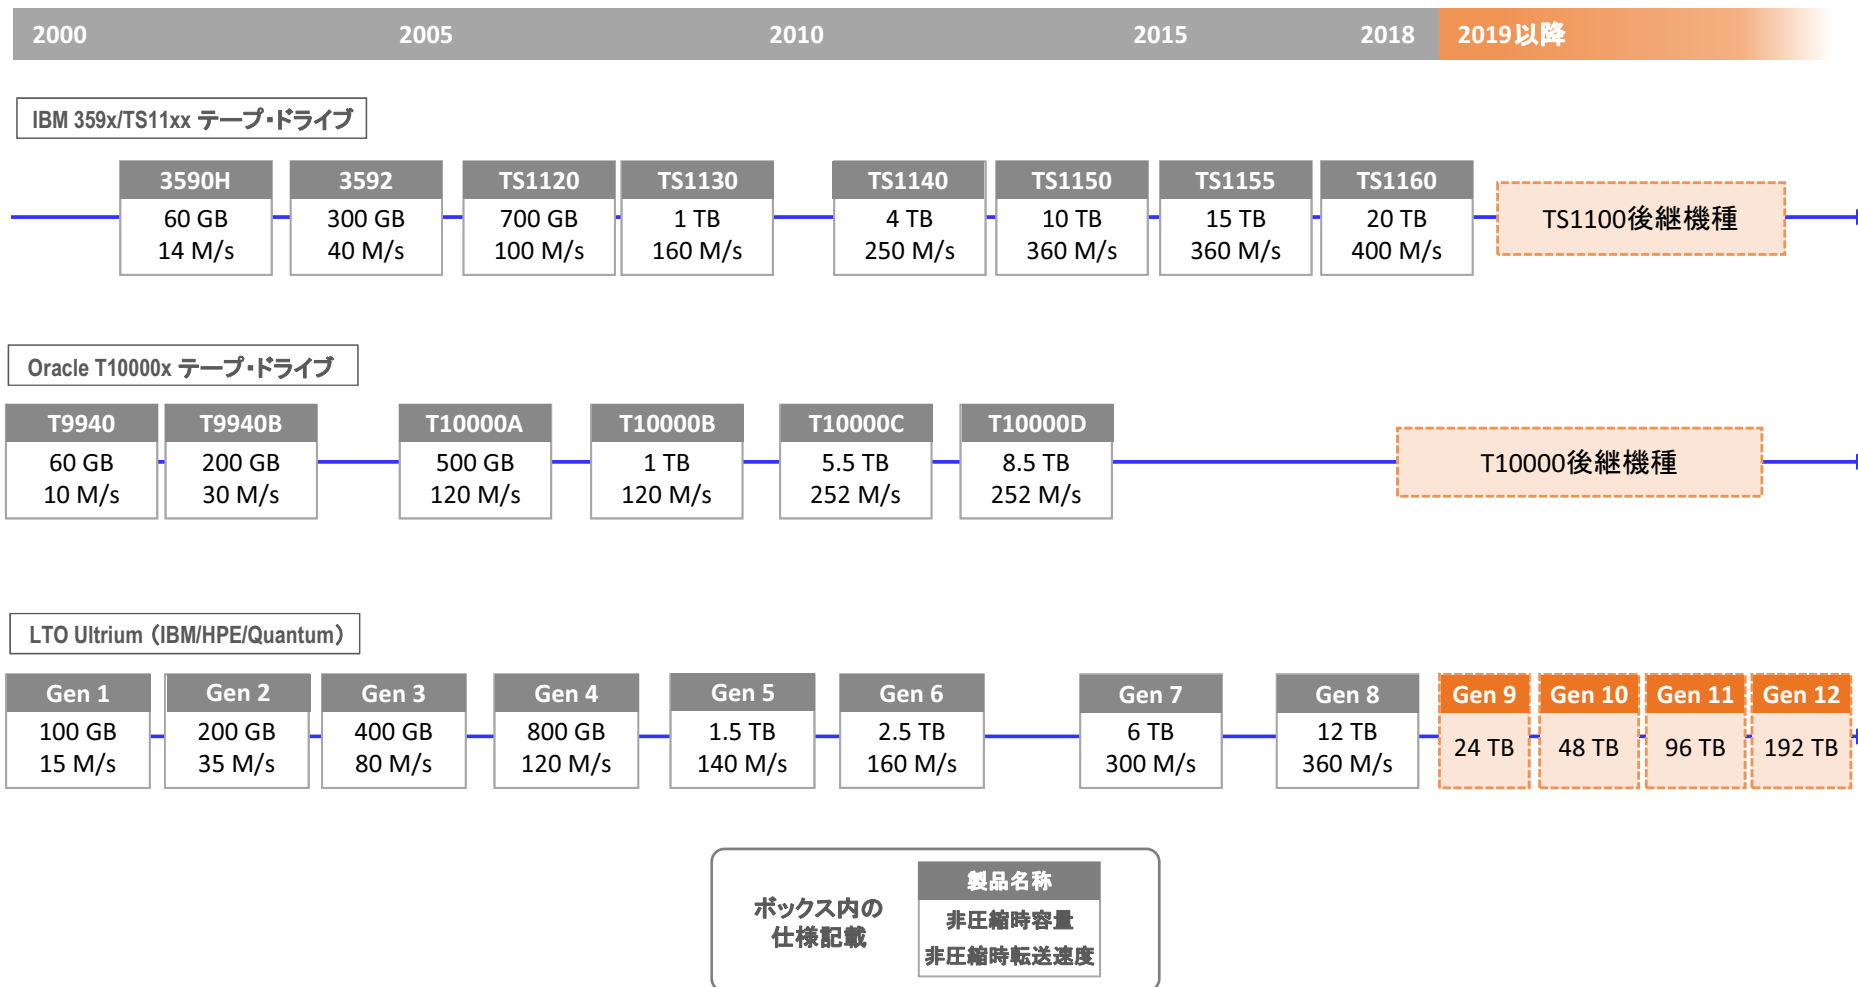 2000 2005 2010 2015 2018 2019以降
IBM 359x/TS11xx テープ・ドライブ
3590H 3592 TS1120 TS1130 TS1140 TS1150 TS1155 TS1160
60 GB 300 GB 700 GB 1 TB 4 TB 10 TB 15 TB 20 TB TS1100後継機種
14 M/s 40 M/s 100 M/s 160 M/s 250 M/s 360 M/s 360 M/s 400 M/s
Oracle T10000x テープ・ドライブ
T9940 T9940B T10000A T10000B T10000C T10000D
60 GB 200 GB 500 GB 1 TB 5.5 TB 8.5 TB T10000後継機種
10 M/s 30 M/s 120 M/s 120 M/s 252 M/s 252 M/s
LTO Ultrium（IBM/HPE/Quantum）
Gen 1 Gen 2 Gen 3 Gen 4 Gen 5 Gen 6 Gen 7 Gen 8 Gen 9 Gen 10 Gen 11 Gen 12
100 GB 200 GB 400 GB 800 GB 1.5 TB 2.5 TB 6 TB 12 TB 24 TB 48 TB 96 TB 192 TB
15 M/s 35 M/s 80 M/s 120 M/s 140 M/s 160 M/s 300 M/s 360 M/s
ボックス内の
仕様記載
製品名称
非圧縮時容量
非圧縮時転送速度